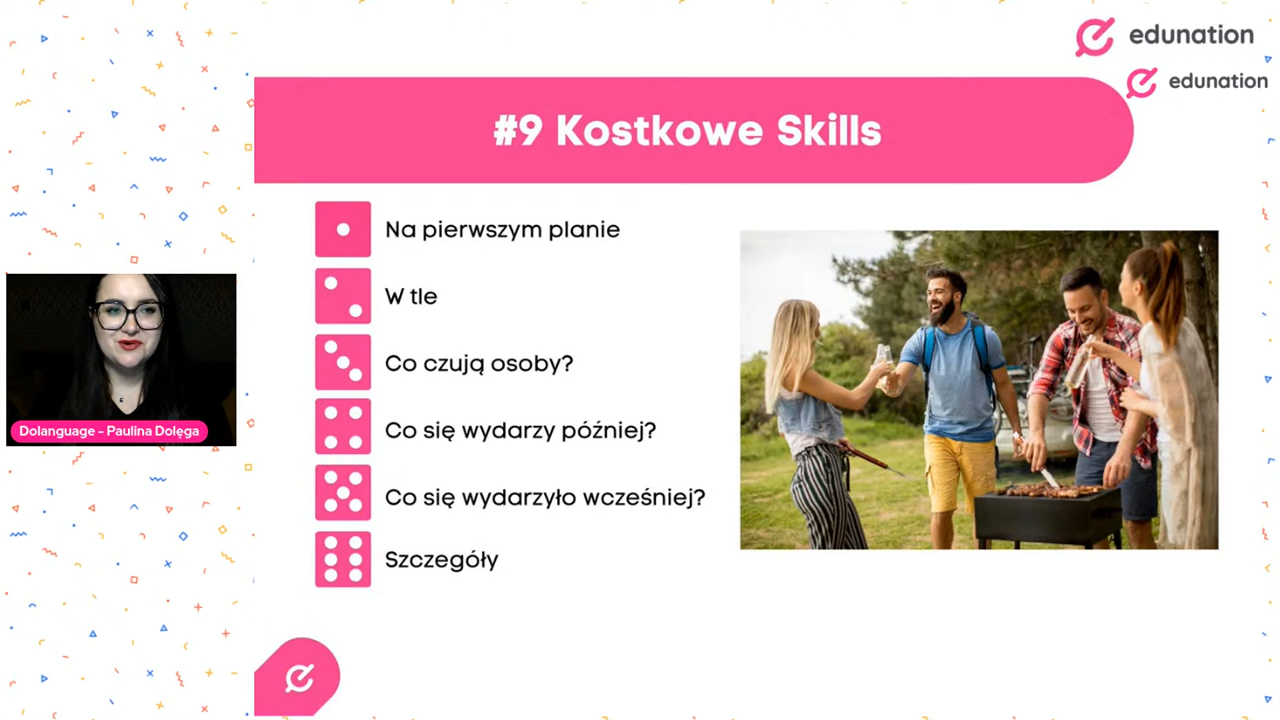 edunation
edunation
#9 Kostkowe Skills
Na pierwszym planie
W tle
Co czują osoby?
Co się wydarzy później?
Co się wydarzyło wcześniej?
Szczegóły
Dolanguage - Paulina Dolęga